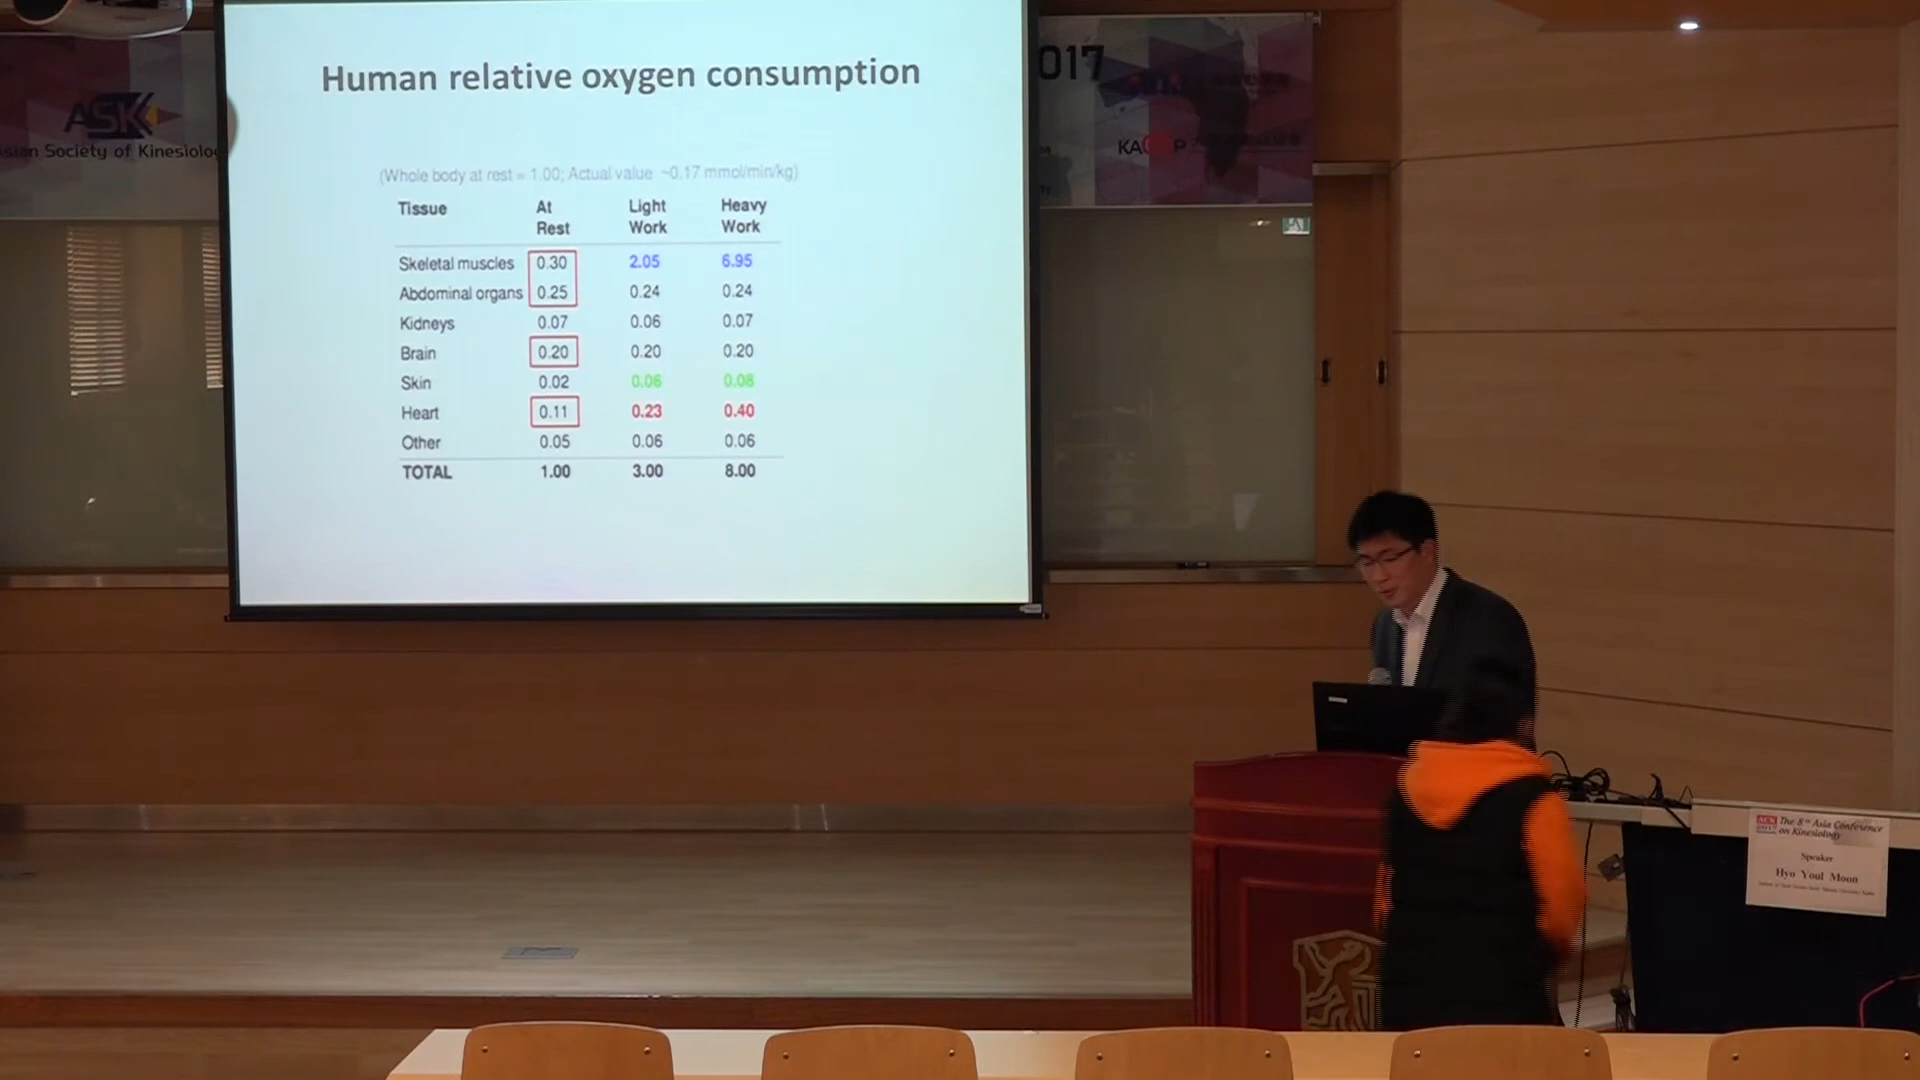 Human relative oxygen consumption
(Whole body at rest = 1.00; Actual value ~0.17 mmol/min/kg)
Tissue At Rest Light Work Heavy Work
Skeletal muscles 0.30 2.05 6.95
Abdominal organs 0.25 0.24 0.24
Kidneys 0.07 0.06 0.07
Brain 0.20 0.20 0.20
Skin 0.02 0.06 0.08
Heart 0.11 0.23 0.40
Other 0.05 0.06 0.06
TOTAL 1.00 3.00 8.00
ASK
sian Society of Kinesiolo
017
KA P
The 8th Asia Conference
on Kinesiology
Speaker
Hyo Youl Moon